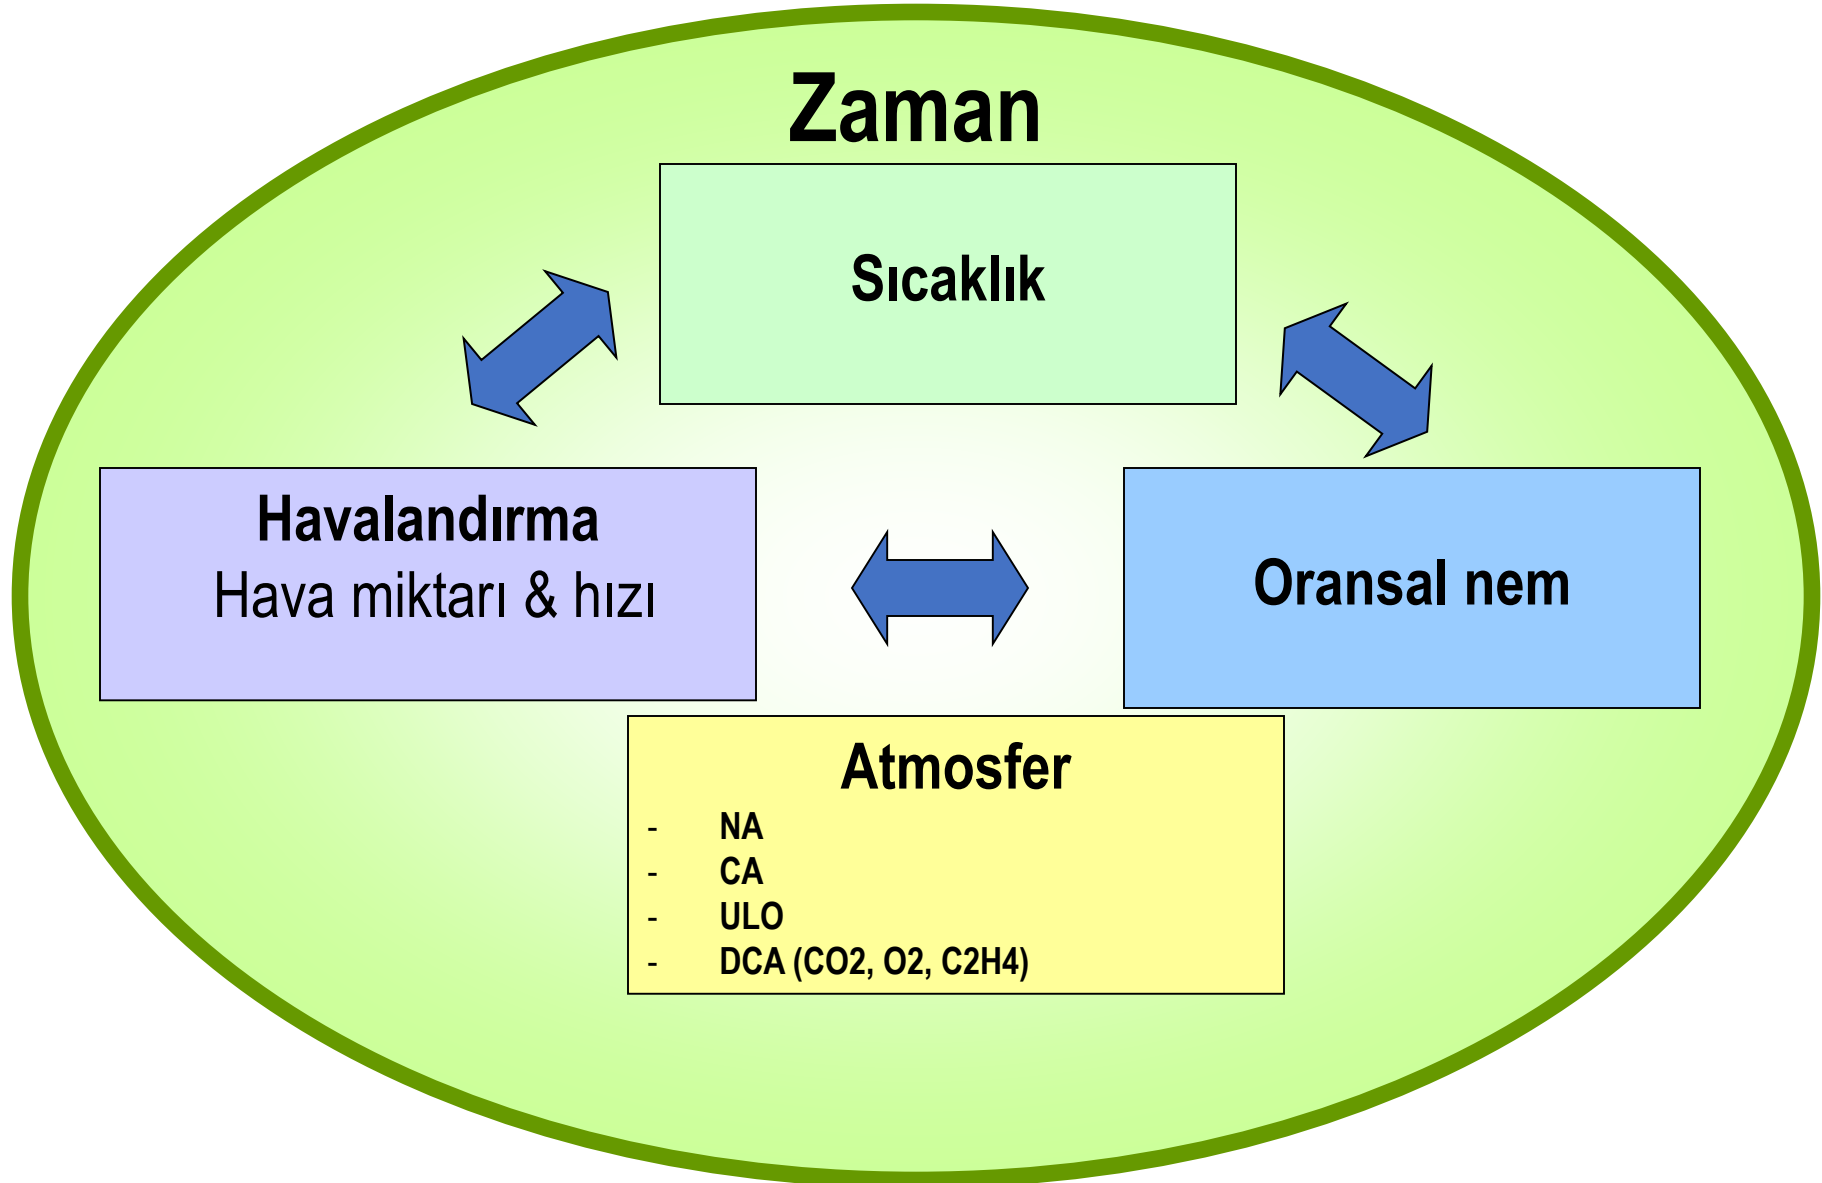 Zaman
Sıcaklık
Havalandırma
Hava miktarı & hızı
Oransal nem
Atmosfer
- NA
- CA
- ULO
- DCA (CO2, O2, C2H4)